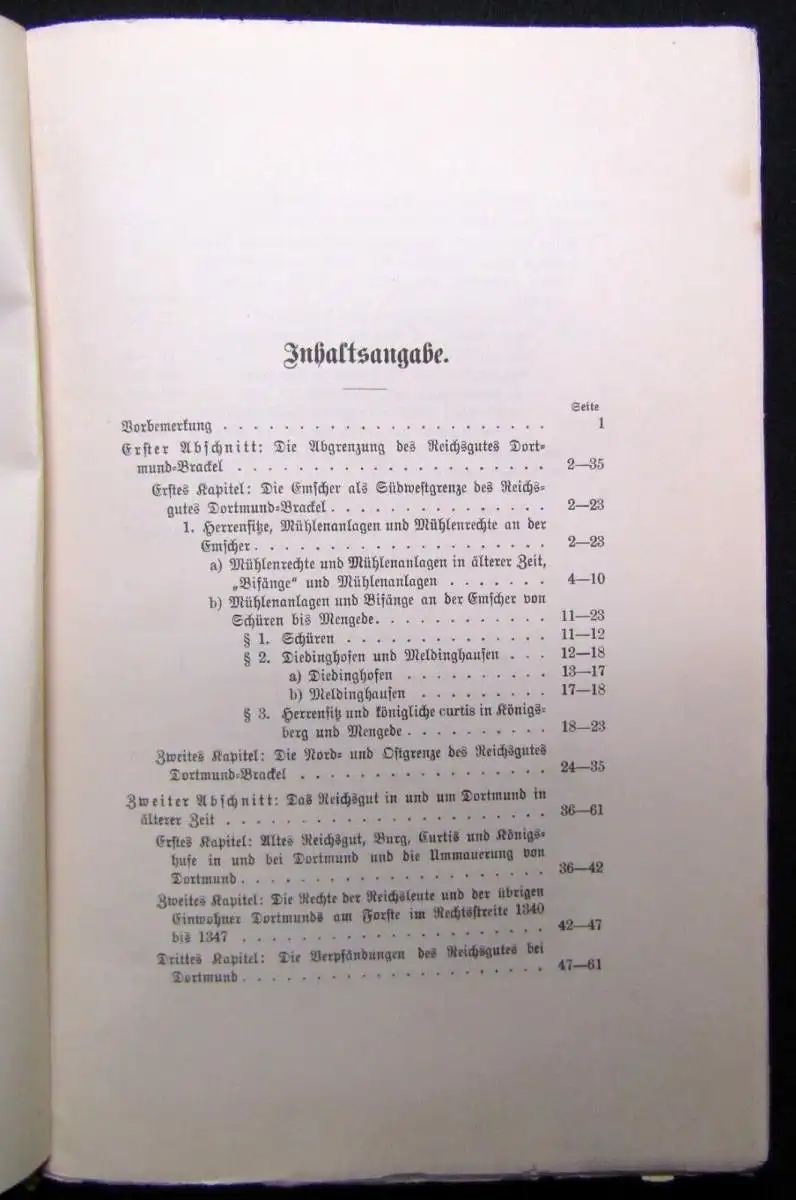 Inhaltsangabe.
Seite
Vorbemerkung . . . . . . . . . . . . . . . . . . . . . . 1
Erster Abschnitt: Die Abgrenzung des Reichsgutes Dort-
mund-Brackel . . . . . . . . . . . . . . . . . . . . . 2—35
Erstes Kapitel: Die Emscher als Südwestgrenze des Reichs-
gutes Dortmund-Brackel . . . . . . . . . . . . . . . 2—23
1. Herrensitze, Mühlenanlagen und Mühlenrechte an der
Emscher . . . . . . . . . . . . . . . . . . . . 2—23
a) Mühlenrechte und Mühlenanlagen in älterer Zeit,
„Bifänge“ und Mühlenanlagen . . . . . . . 4—10
b) Mühlenanlagen und Bifänge an der Emscher von
Schüren bis Mengede . . . . . . . . . . . . 11—23
§ 1. Schüren . . . . . . . . . . . . . . 11—12
§ 2. Diedinghofen und Meldinghausen . . . 12—18
a) Diedinghofen . . . . . . . . . . 13—17
b) Meldinghausen . . . . . . . . . 17—18
§ 3. Herrensitz und königliche curtis in Königs-
berg und Mengede . . . . . . . . . . 18—23
Zweites Kapitel: Die Nord- und Ostgrenze des Reichsgutes
Dortmund-Brackel . . . . . . . . . . . . . . . . . 24—35
Zweiter Abschnitt: Das Reichsgut in und um Dortmund in
älterer Zeit . . . . . . . . . . . . . . . . . . . . . . 36—61
Erstes Kapitel: Altes Reichsgut, Burg, Curtis und Königs-
hufe in und bei Dortmund und die Ummauerung von
Dortmund . . . . . . . . . . . . . . . . . . . . . 36—42
Zweites Kapitel: Die Rechte der Reichsleute und der übrigen
Einwohner Dortmunds am Forste im Rechtsstreite 1340
bis 1347 . . . . . . . . . . . . . . . . . . . . . 42—47
Drittes Kapitel: Die Verpfändungen des Reichsgutes bei
Dortmund . . . . . . . . . . . . . . . . . . . . . 47—61